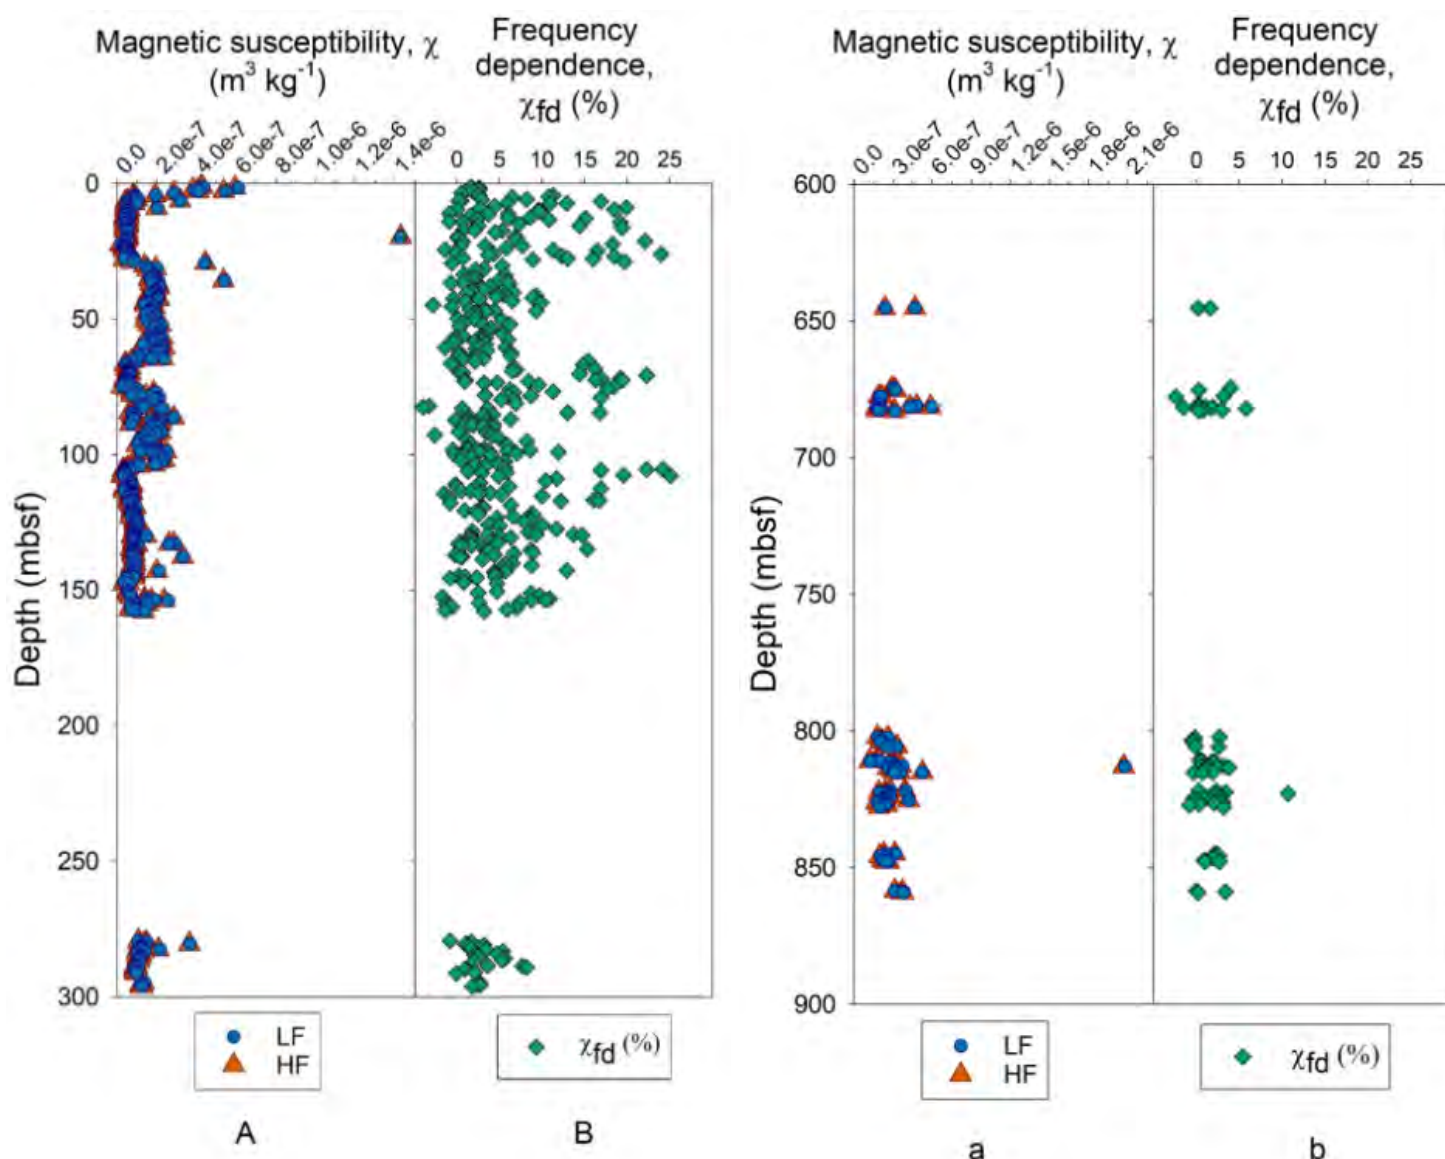 Magnetic susceptibility, χ
(m³ kg⁻¹)
Frequency
dependence,
χfd (%)
0.0
2.0e-7
4.0e-7
6.0e-7
8.0e-7
1.0e-6
1.2e-6
1.4e-6
0 5 10 15 20 25
0
50
100
150
200
250
300
Depth (mbsf)
LF
HF
χfd (%)
A
B
Magnetic susceptibility, χ
(m³ kg⁻¹)
Frequency
dependence,
χfd (%)
0.0
3.0e-7
6.0e-7
9.0e-7
1.2e-6
1.5e-6
1.8e-6
2.1e-6
0 5 10 15 20 25
600
650
700
750
800
850
900
Depth (mbsf)
LF
HF
χfd (%)
a
b